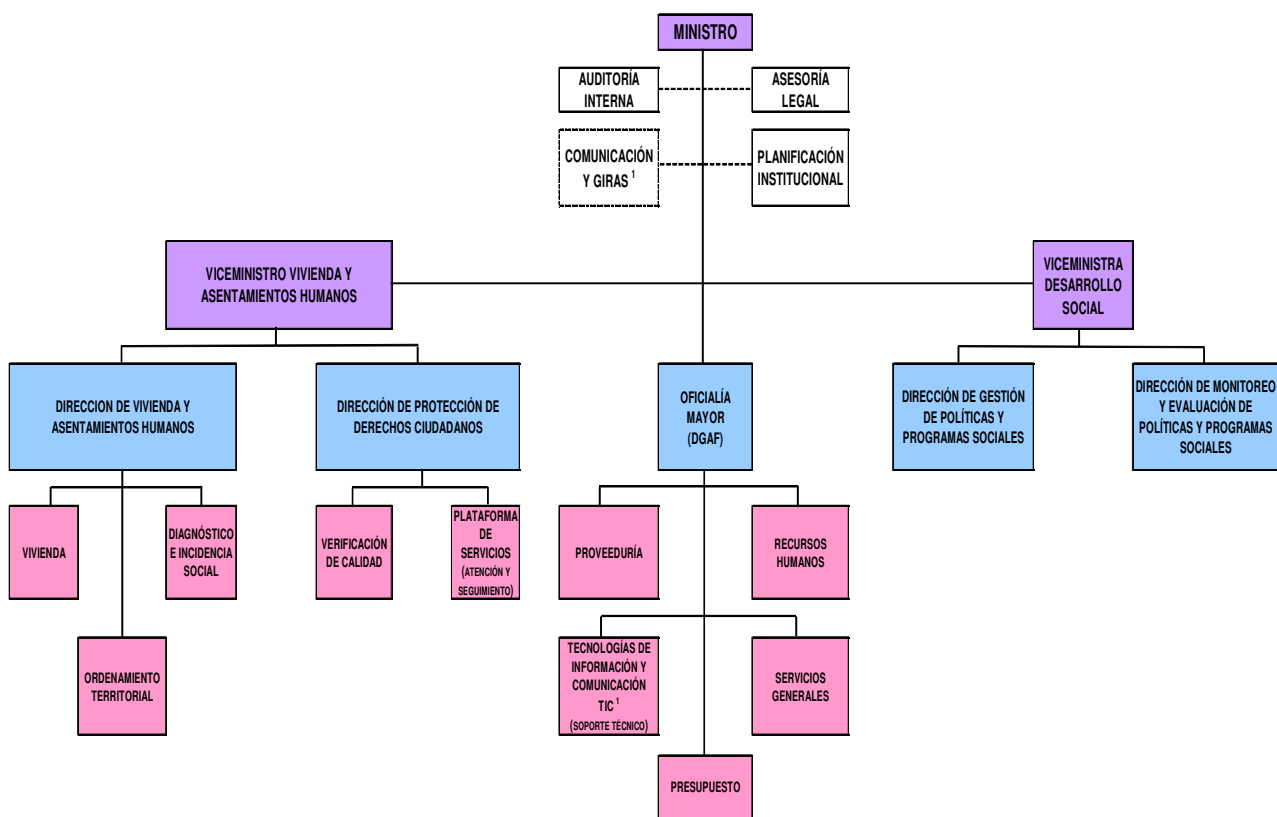 MINISTRO
AUDITORÍA
INTERNA
ASESORÍA
LEGAL
COMUNICACIÓN
Y GIRAS 1
PLANIFICACIÓN
INSTITUCIONAL
VICEMINISTRO VIVIENDA Y
ASENTAMIENTOS HUMANOS
VICEMINISTRA
DESARROLLO
SOCIAL
DIRECCION DE VIVIENDA Y
ASENTAMIENTOS HUMANOS
DIRECCIÓN DE PROTECCIÓN DE
DERECHOS CIUDADANOS
OFICIALÍA
MAYOR
(DGAF)
DIRECCIÓN DE GESTIÓN
DE POLÍTICAS Y
PROGRAMAS SOCIALES
DIRECCIÓN DE MONITOREO
Y EVALUACIÓN DE
POLÍTICAS Y PROGRAMAS
SOCIALES
VIVIENDA
DIAGNÓSTICO
E INCIDENCIA
SOCIAL
VERIFICACIÓN
DE CALIDAD
PLATAFORMA
DE
SERVICIOS
(ATENCIÓN Y
SEGUIMIENTO)
PROVEEDURÍA
RECURSOS
HUMANOS
ORDENAMIENTO
TERRITORIAL
TECNOLOGÍAS DE
INFORMACIÓN Y
COMUNICACIÓN
TIC 1
(SOPORTE TÉCNICO)
SERVICIOS
GENERALES
PRESUPUESTO